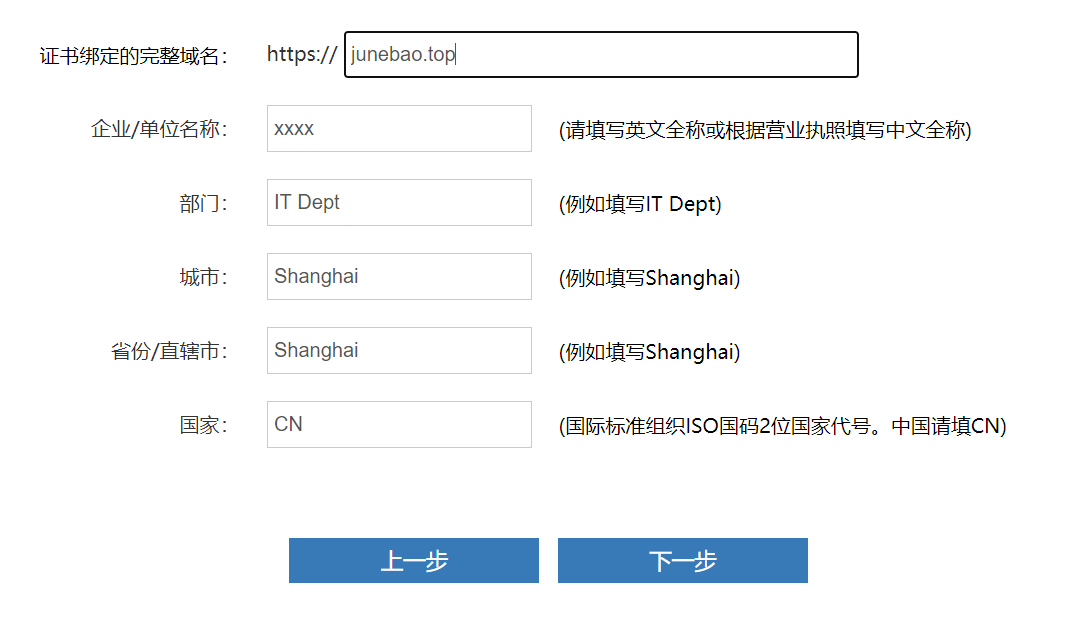 证书绑定的完整域名： https:// junebao.top
企业/单位名称： xxxx (请填写英文全称或根据营业执照填写中文全称)
部门： IT Dept (例如填写IT Dept)
城市： Shanghai (例如填写Shanghai)
省份/直辖市： Shanghai (例如填写Shanghai)
国家： CN (国际标准组织ISO国码2位国家代号。中国请填CN)
上一步 下一步